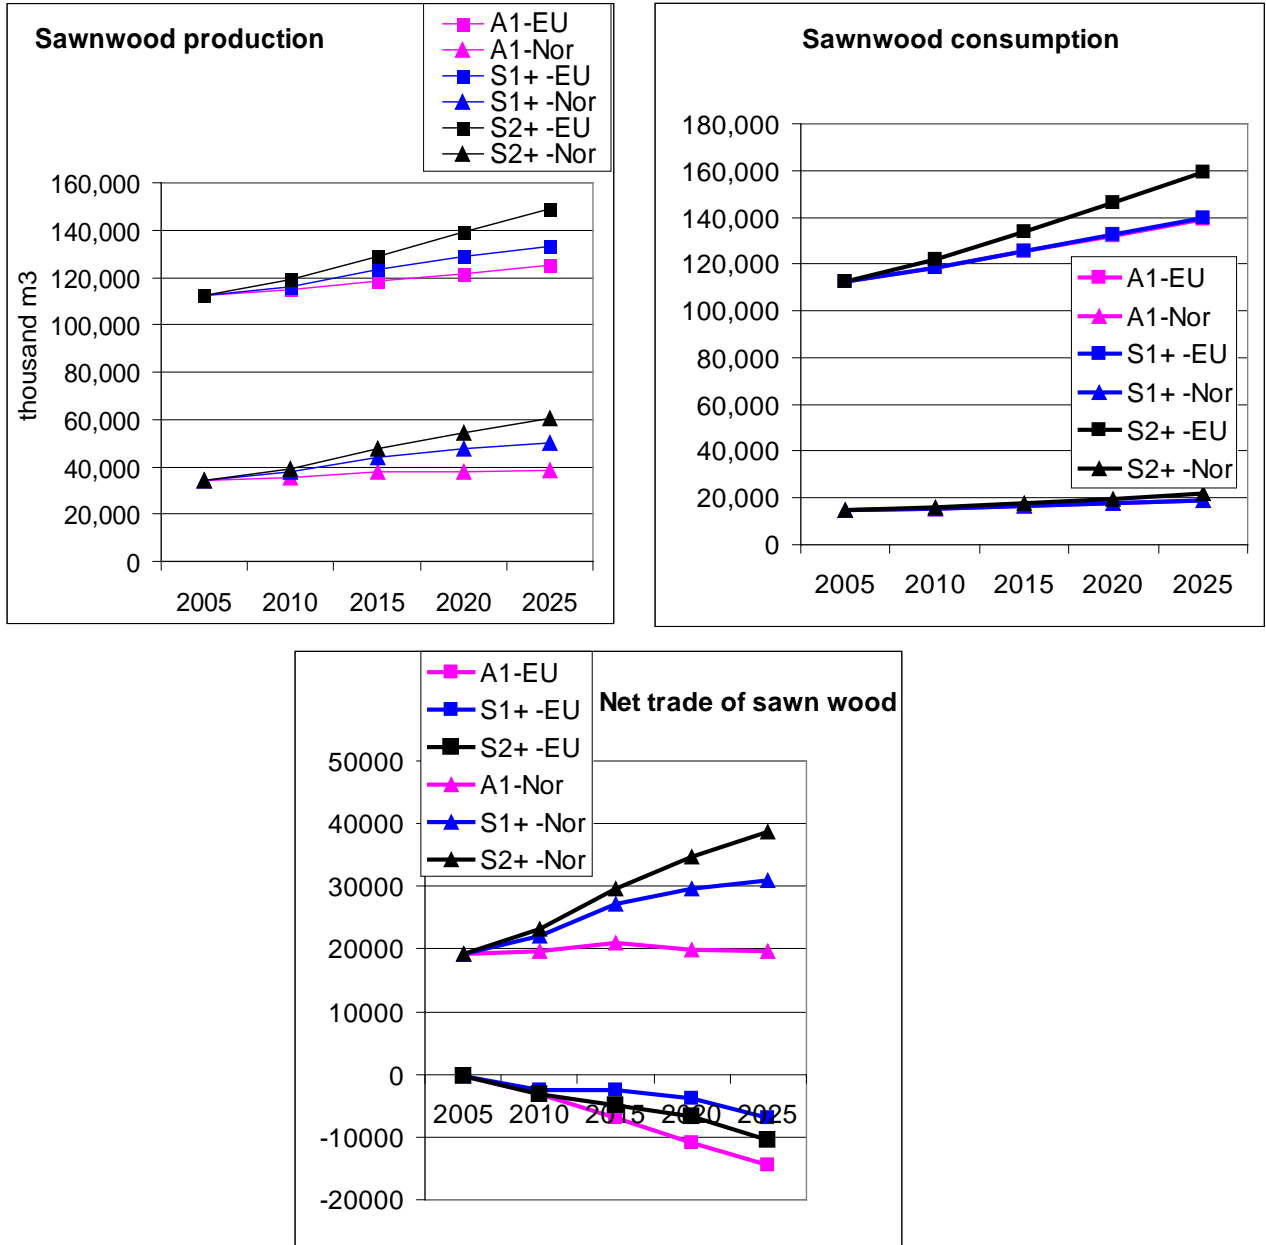 Sawnwood production
A1-EU
A1-Nor
S1+ -EU
S1+ -Nor
S2+ -EU
S2+ -Nor
thousand m3
160,000
140,000
120,000
100,000
80,000
60,000
40,000
20,000
0
2005 2010 2015 2020 2025
Sawnwood consumption
180,000
160,000
140,000
120,000
100,000
80,000
60,000
40,000
20,000
0
A1-EU
A1-Nor
S1+ -EU
S1+ -Nor
S2+ -EU
S2+ -Nor
2005 2010 2015 2020 2025
A1-EU
S1+ -EU
S2+ -EU
A1-Nor
S1+ -Nor
S2+ -Nor
Net trade of sawn wood
50000
40000
30000
20000
10000
0
-10000
-20000
2005 2010 2015 2020 2025